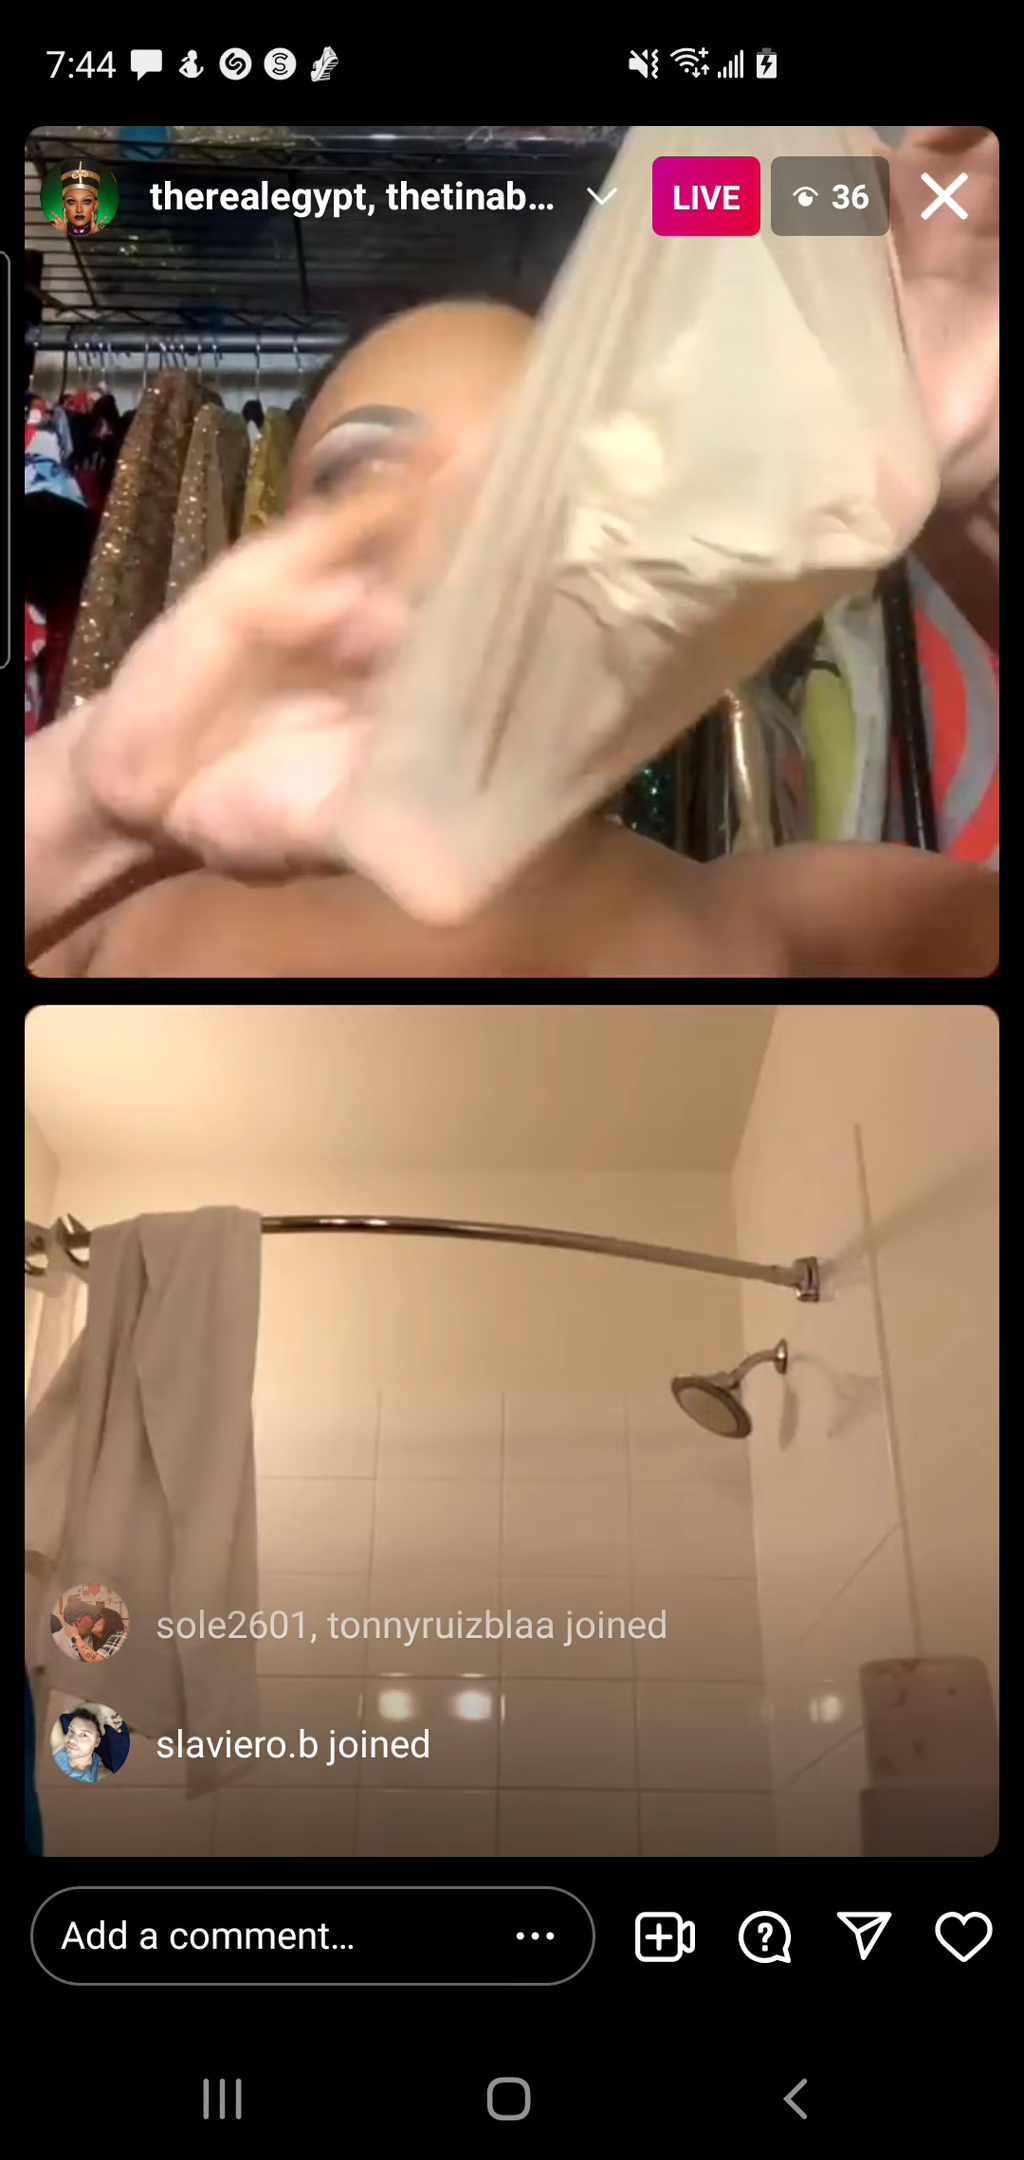 7:44
therealegypt, thetinab...
LIVE
36
sole2601, tonnyruizblaa joined
slaviero.b joined
Add a comment...